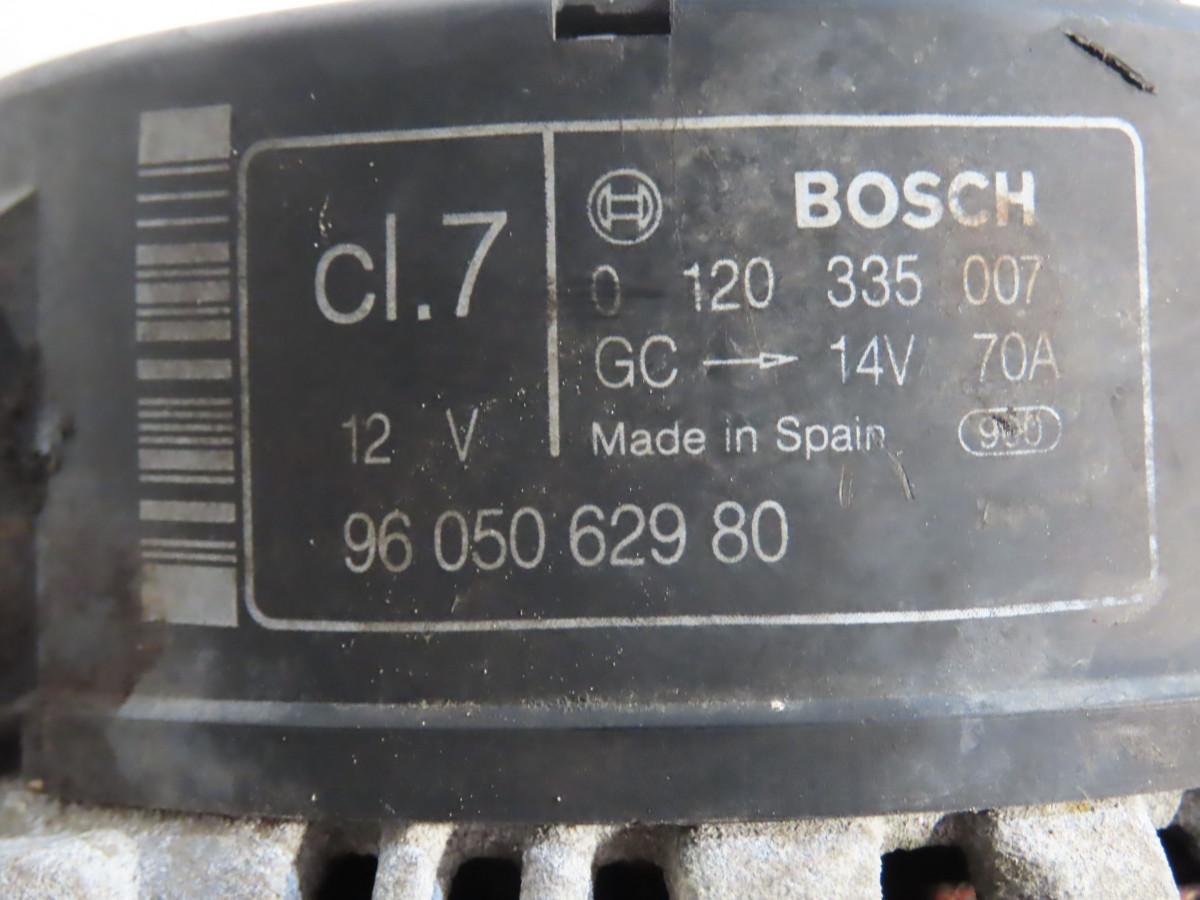 cl.7
12 V
BOSCH
0 120 335 007
GC → 14V 70A
Made in Spain
96 050 629 80